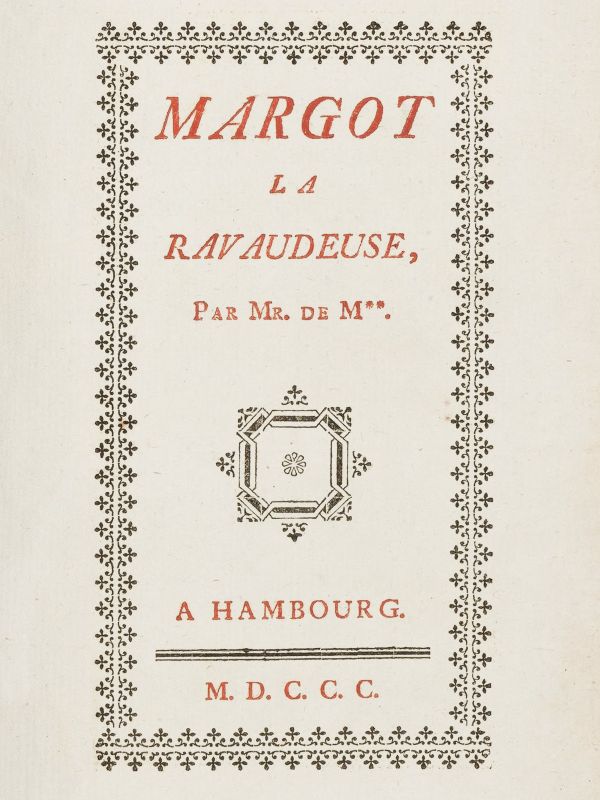 MARGOT
LA
RAVAUDEUSE,
PAR MR. DE M**.
A HAMBOURG.
M. D. C. C. C.